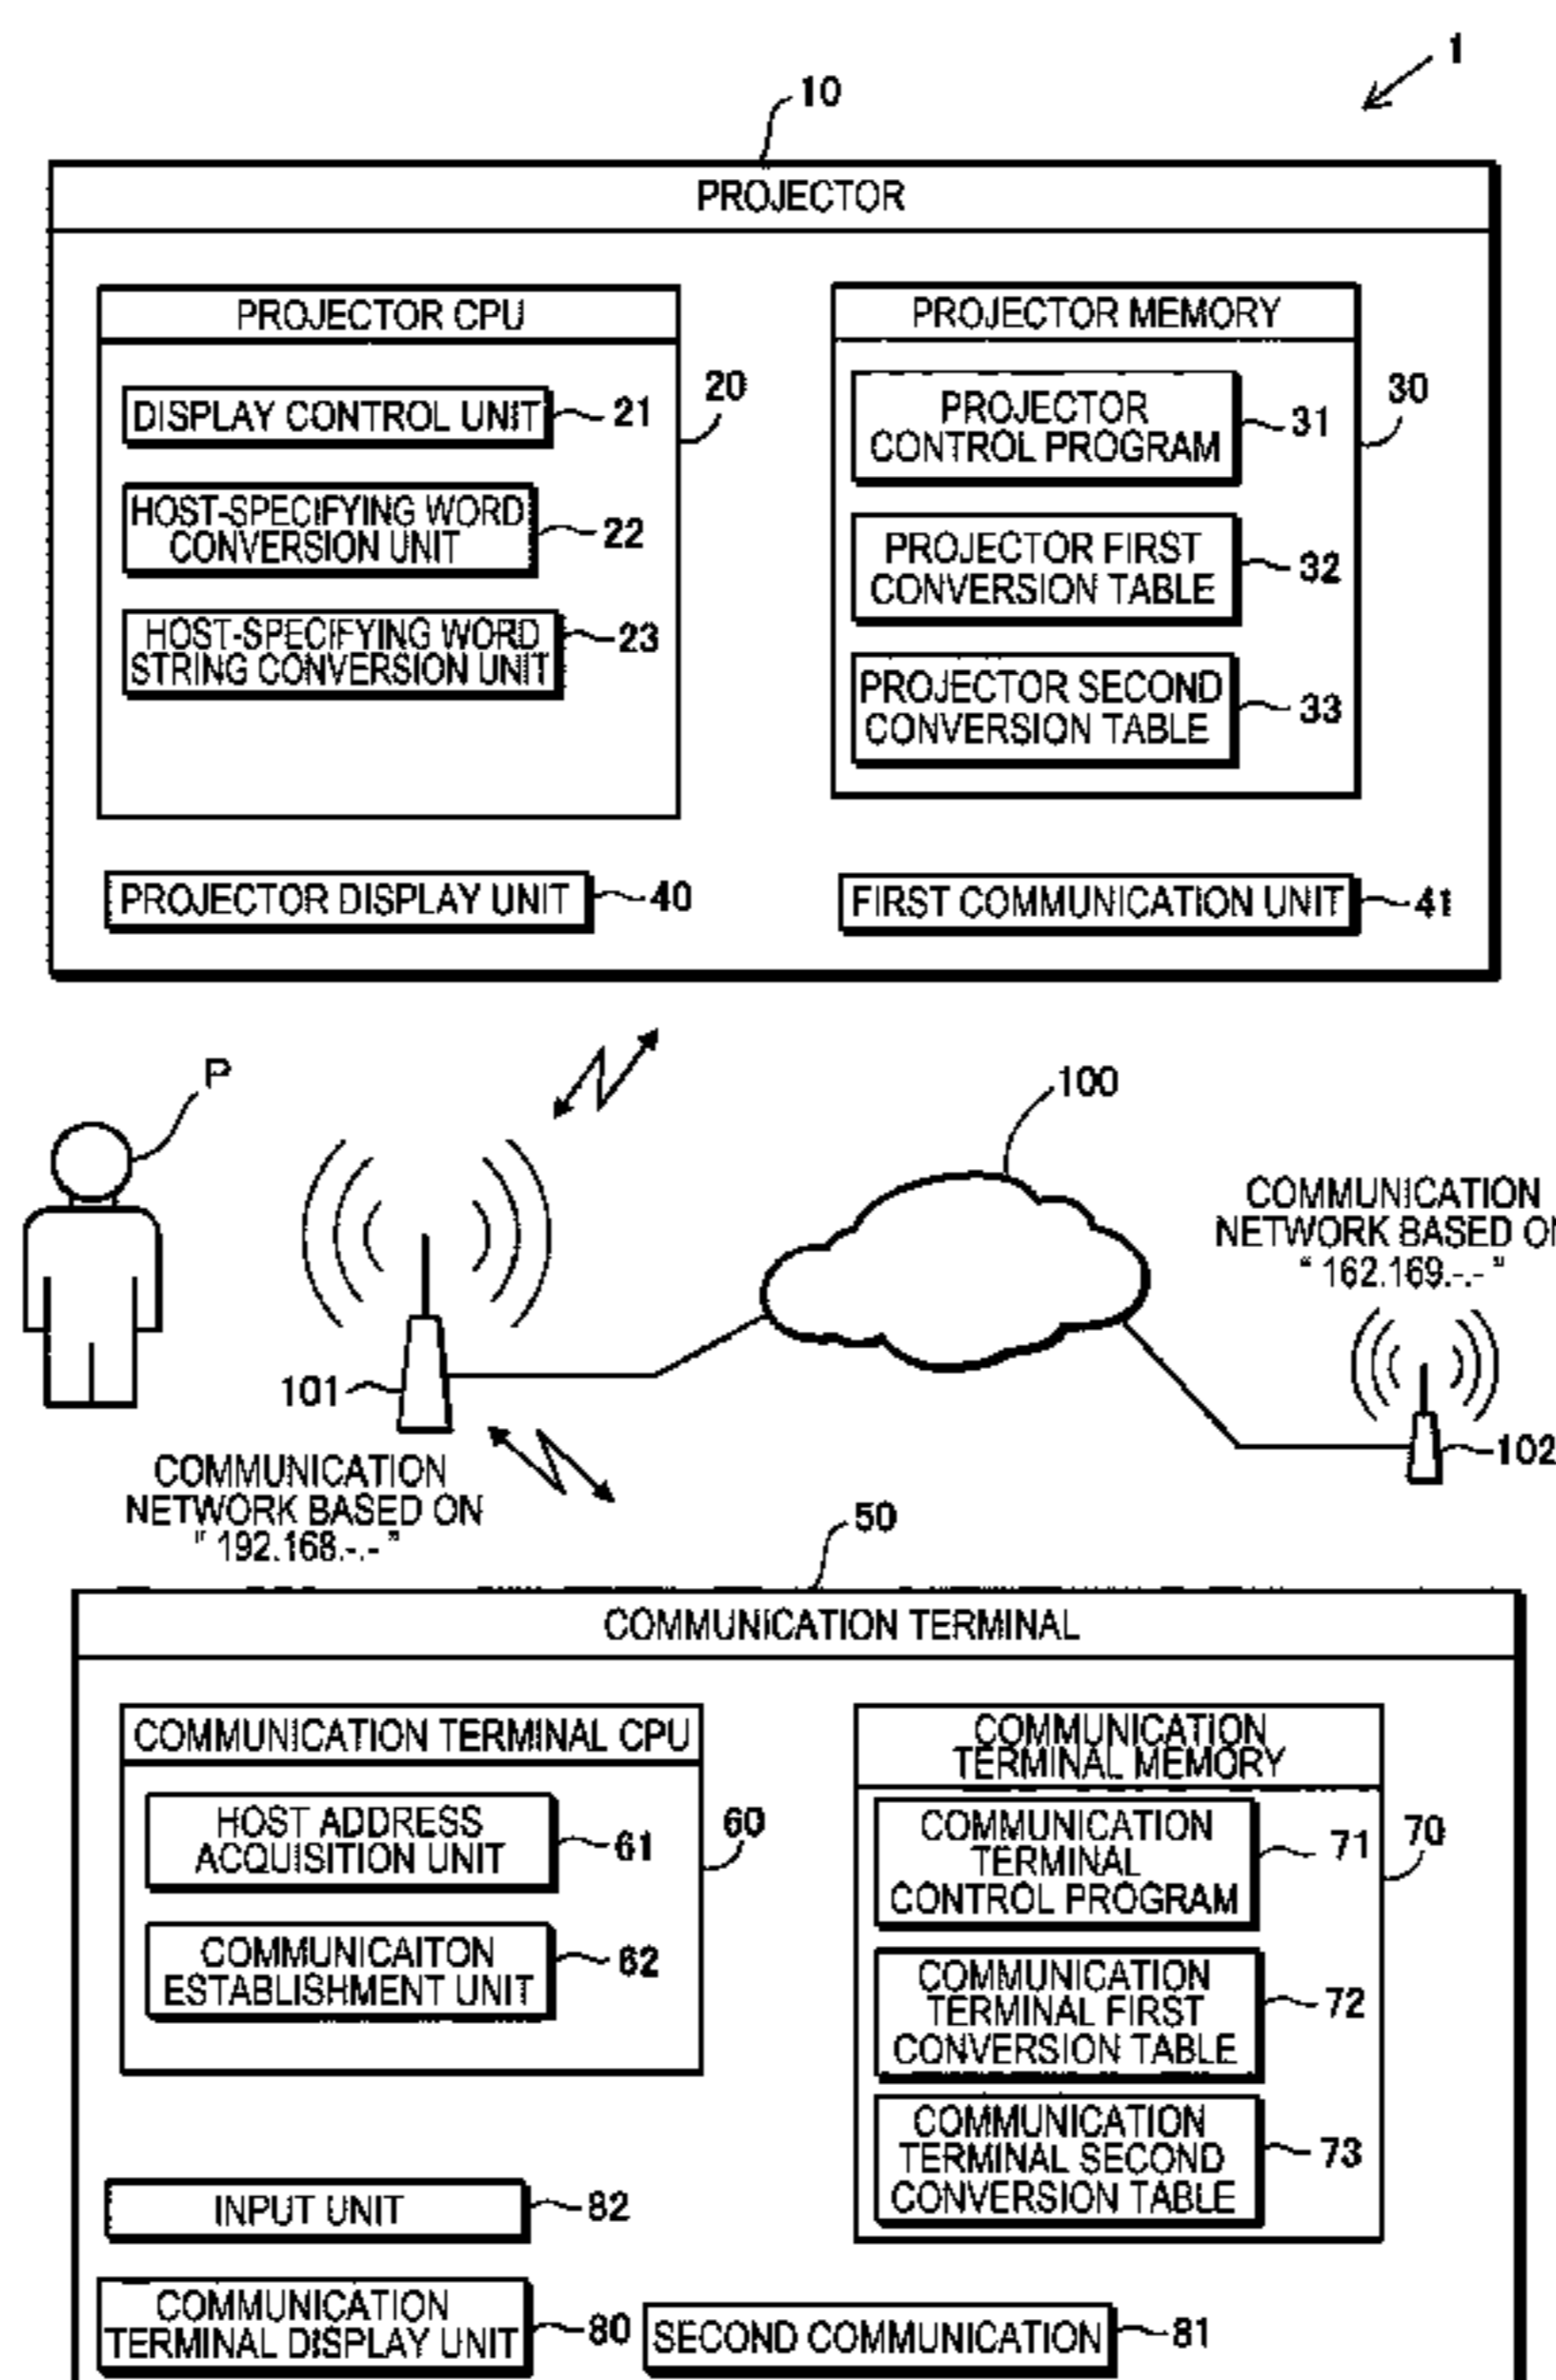 1
10
PROJECTOR
PROJECTOR CPU
20
DISPLAY CONTROL UNIT
21
HOST-SPECIFYING WORD
CONVERSION UNIT
22
HOST-SPECIFYING WORD
STRING CONVERSION UNIT
23
PROJECTOR MEMORY
30
PROJECTOR
CONTROL PROGRAM
31
PROJECTOR FIRST
CONVERSION TABLE
32
PROJECTOR SECOND
CONVERSION TABLE
33
PROJECTOR DISPLAY UNIT
40
FIRST COMMUNICATION UNIT
41
P
100
COMMUNICATION
NETWORK BASED ON
" 162.169.-.- "
101
102
COMMUNICATION
NETWORK BASED ON
" 192.168.-.- "
50
COMMUNICATION TERMINAL
COMMUNICATION TERMINAL CPU
60
HOST ADDRESS
ACQUISITION UNIT
61
COMMUNICAITON
ESTABLISHMENT UNIT
62
COMMUNICATION
TERMINAL MEMORY
70
COMMUNICATION
TERMINAL
CONTROL PROGRAM
71
COMMUNICATION
TERMINAL FIRST
CONVERSION TABLE
72
COMMUNICATION
TERMINAL SECOND
CONVERSION TABLE
73
INPUT UNIT
82
COMMUNICATION
TERMINAL DISPLAY UNIT
80
SECOND COMMUNICATION
81